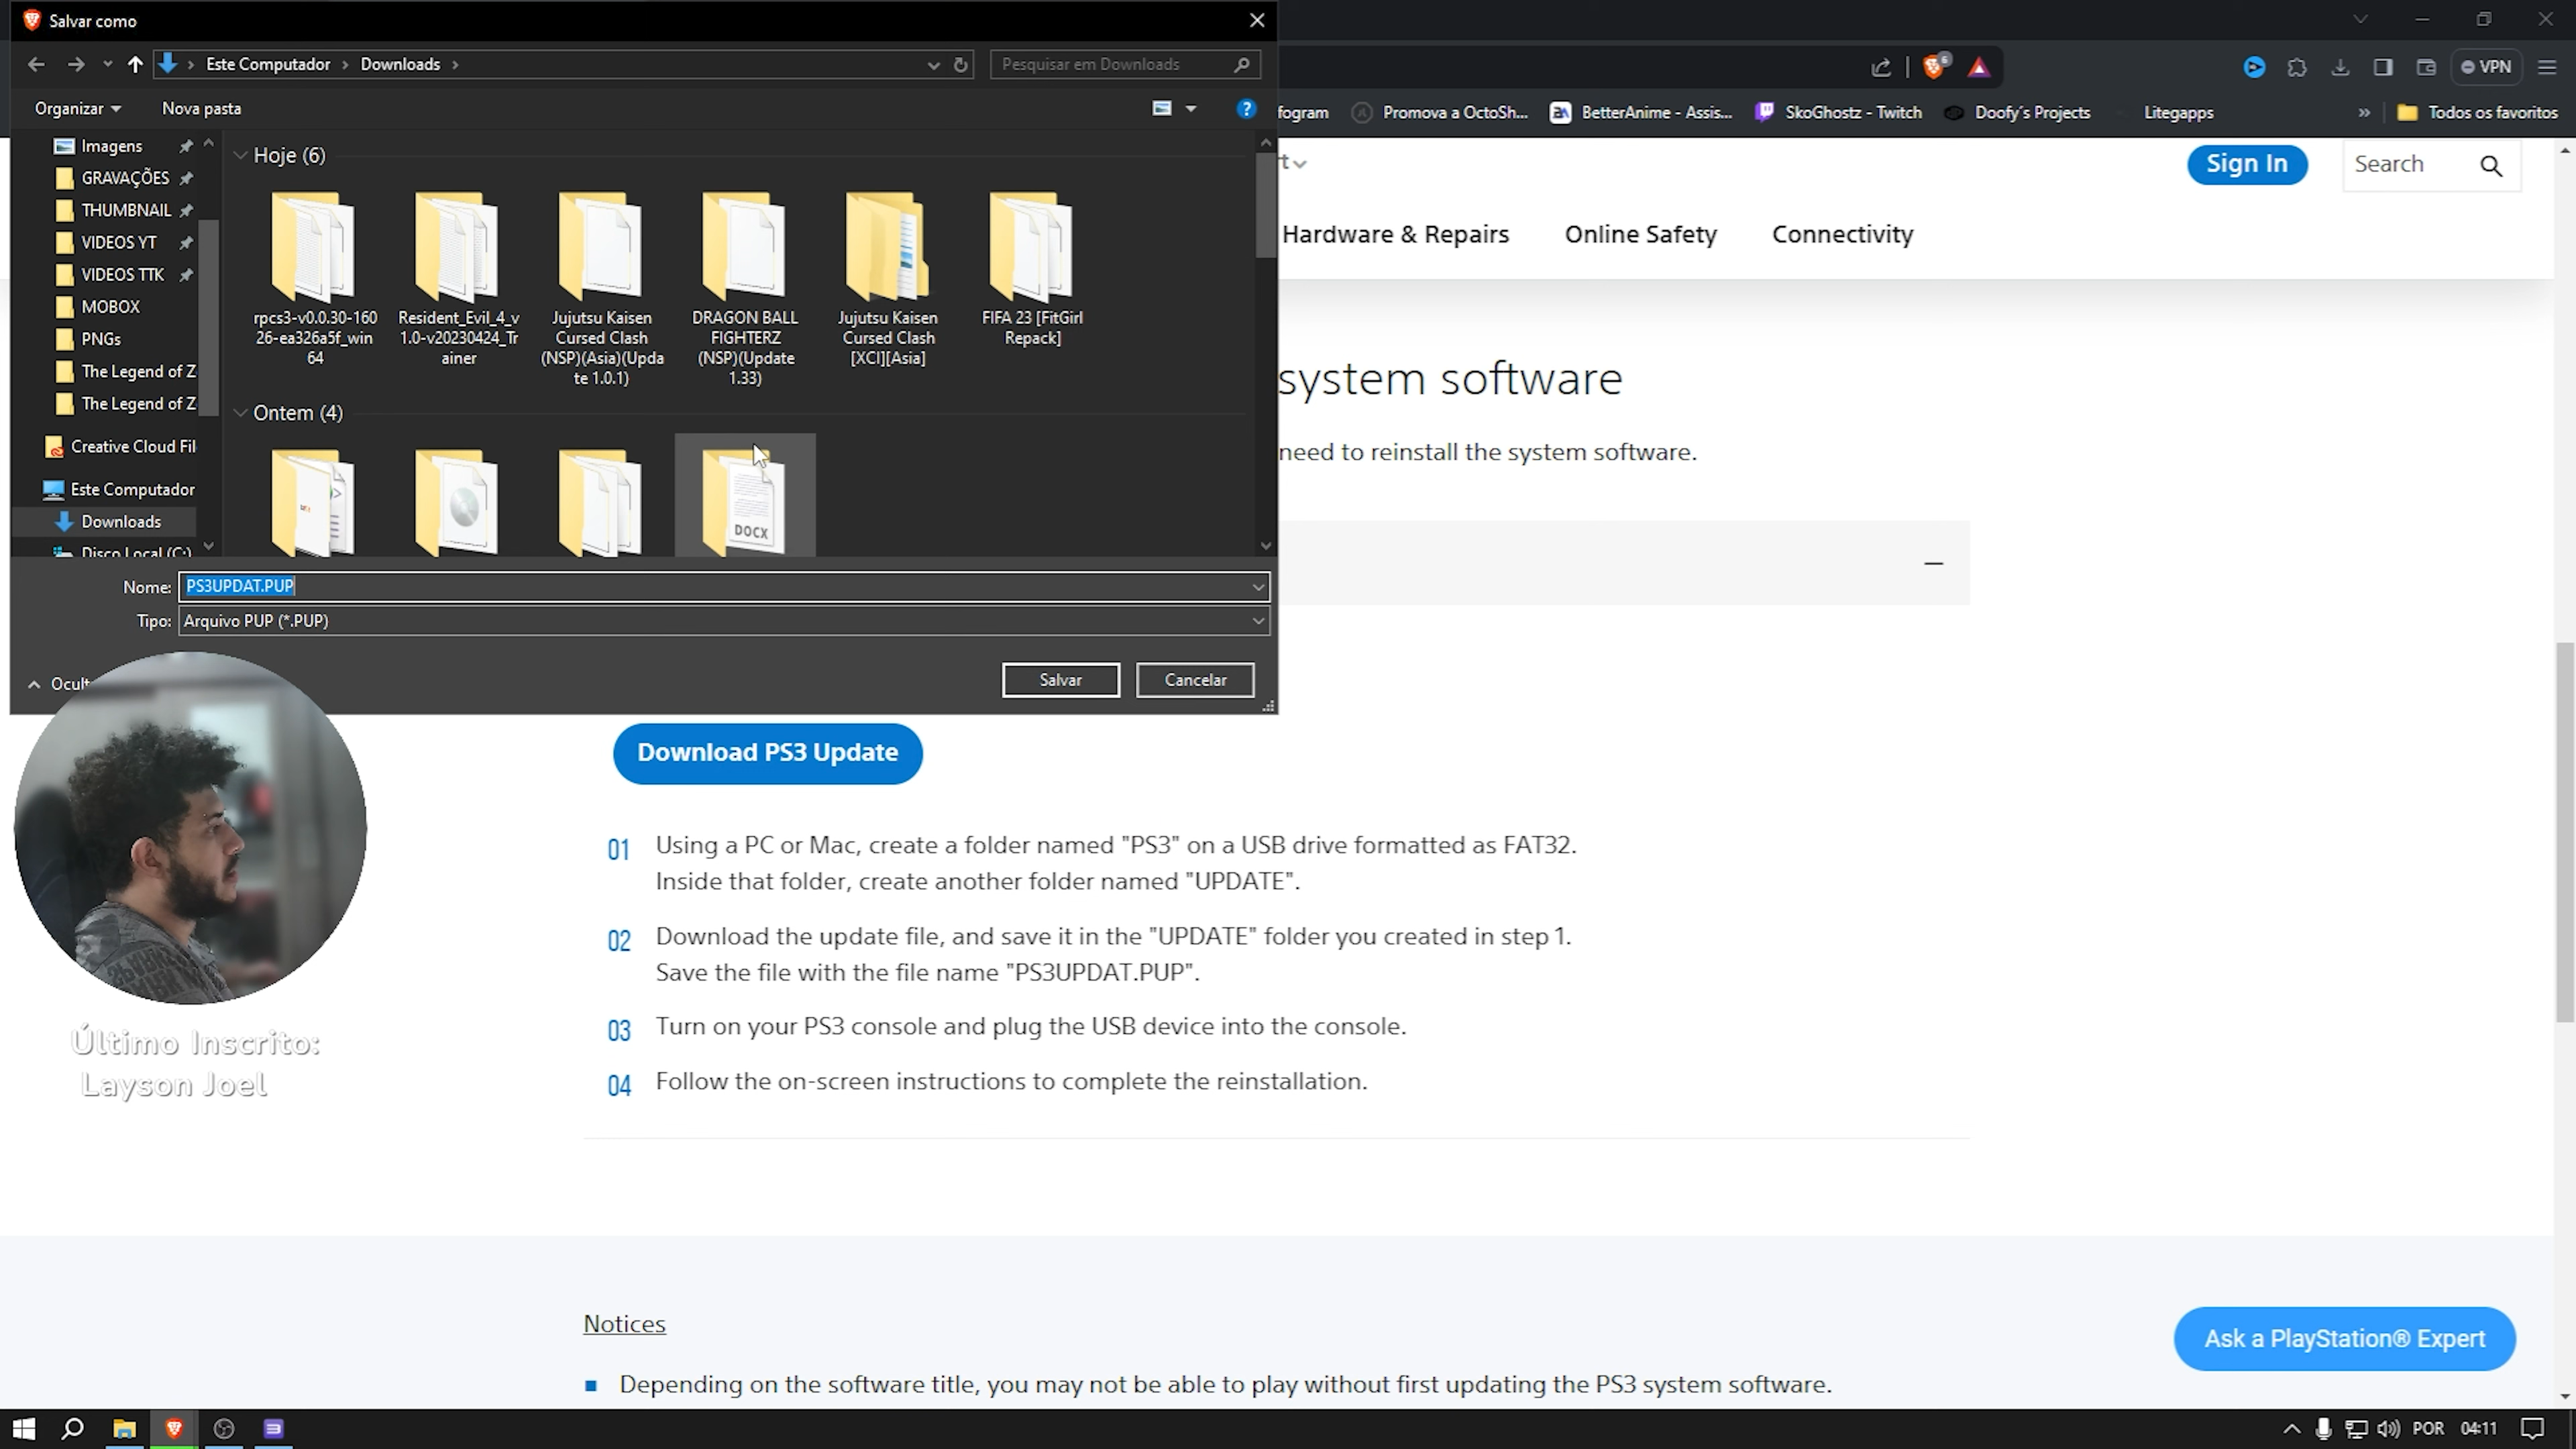 Salvar como
Este Computador
Downloads
Pesquisar em Downloads
Organizar
Nova pasta
VPN
Promova a OctoSh...
BetterAnime - Assis...
SkoGhostz - Twitch
Doofy´s Projects
Litegapps
»
Todos os favoritos
Imagens
GRAVAÇÕES
THUMBNAIL
VIDEOS YT
VIDEOS TTK
MOBOX
PNGs
The Legend of Z
The Legend of Z
Creative Cloud Fil
Este Computador
Downloads
Disco Local (C:)
Hoje (6)
rpcs3-v0.0.30-160
26-ea326a5f_win
64
Resident_Evil_4_v
1.0-v20230424_Tr
ainer
Jujutsu Kaisen
Cursed Clash
(NSP)(Asia)(Upda
te 1.0.1)
DRAGON BALL
FIGHTERZ
(NSP)(Update
1.33)
Jujutsu Kaisen
Cursed Clash
[XCI][Asia]
FIFA 23 [FitGirl
Repack]
Ontem (4)
DOCX
Nome:
PS3UPDAT.PUP
Tipo:
Arquivo PUP (*.PUP)
Salvar
Cancelar
Sign In
Search
Hardware & Repairs
Online Safety
Connectivity
system software
need to reinstall the system software.
Download PS3 Update
01 Using a PC or Mac, create a folder named "PS3" on a USB drive formatted as FAT32.
Inside that folder, create another folder named "UPDATE".
02 Download the update file, and save it in the "UPDATE" folder you created in step 1.
Save the file with the file name "PS3UPDAT.PUP".
03 Turn on your PS3 console and plug the USB device into the console.
04 Follow the on-screen instructions to complete the reinstallation.
Último Inscrito:
Layson Joel
Notices
Depending on the software title, you may not be able to play without first updating the PS3 system software.
Ask a PlayStation® Expert
POR
04:11